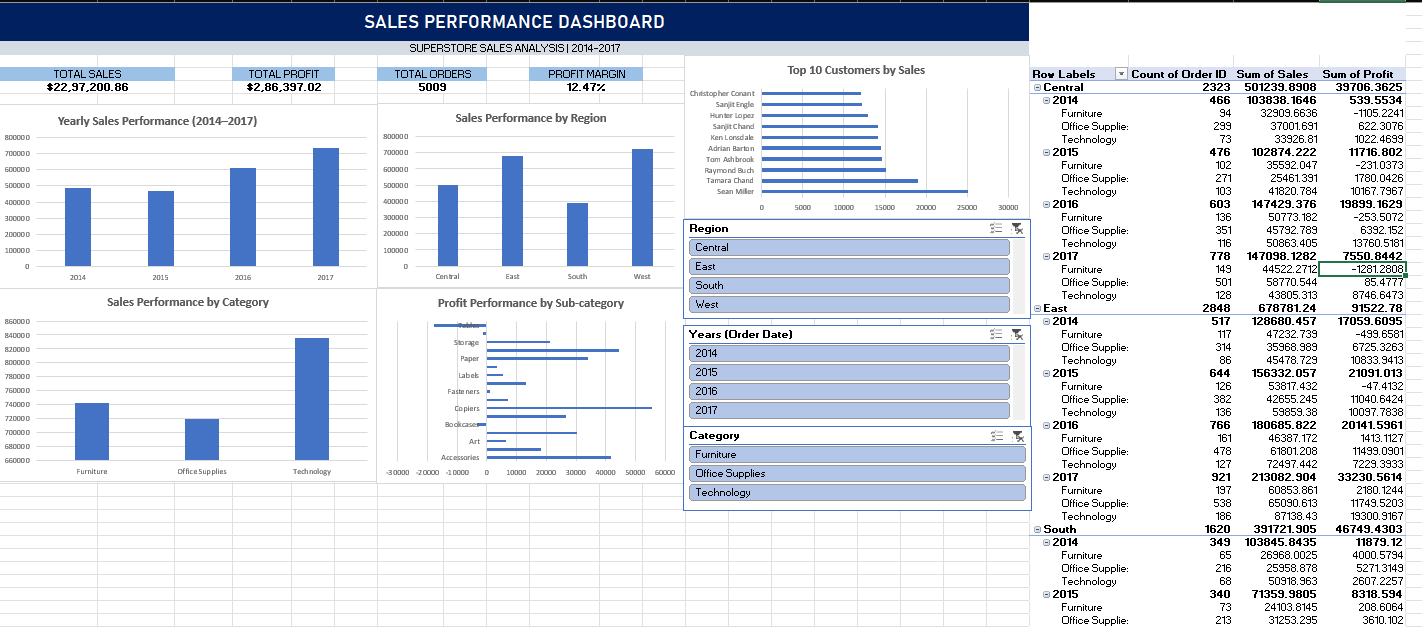 SALES PERFORMANCE DASHBOARD
SUPERSTORE SALES ANALYSIS | 2014-2017
TOTAL SALES
$22,97,200.86
TOTAL PROFIT
$2,86,397.02
TOTAL ORDERS
5009
PROFIT MARGIN
12.47%
Yearly Sales Performance (2014–2017)
800000
700000
600000
500000
400000
300000
200000
100000
0
2014 2015 2016 2017
Sales Performance by Region
800000
700000
600000
500000
400000
300000
200000
100000
0
Central East South West
Top 10 Customers by Sales
Christopher Conant
Sanjit Engle
Hunter Lopez
Sanjit Chand
Ken Lonsdale
Adrian Barton
Tom Ashbrook
Raymond Buch
Tamara Chand
Sean Miller
0 5000 10000 15000 20000 25000 30000
Sales Performance by Category
860000
840000
820000
800000
780000
760000
740000
720000
700000
680000
660000
Furniture Office Supplies Technology
Profit Performance by Sub-category
Tables
Storage
Paper
Labels
Fasteners
Copiers
Bookcases
Art
Accessories
-30000 -20000 -10000 0 10000 20000 30000 40000 50000 60000
Region
Central
East
South
West
Years (Order Date)
2014
2015
2016
2017
Category
Furniture
Office Supplies
Technology
Row Labels Count of Order ID Sum of Sales Sum of Profit
Central 2323 501239.8908 39706.3625
2014 466 103838.1646 539.5534
Furniture 94 32909.6636 -1105.2241
Office Supplie: 299 37001.691 622.3076
Technology 73 33926.81 1022.4699
2015 476 102874.222 11716.802
Furniture 102 35592.047 -231.0373
Office Supplie: 271 25461.391 1780.0426
Technology 103 41820.784 10167.7967
2016 603 147429.376 19899.1629
Furniture 136 50773.182 -253.5072
Office Supplie: 351 45792.789 6392.152
Technology 116 50863.405 13760.5181
2017 778 147098.1282 7550.8442
Furniture 149 44522.2712 -1281.2808
Office Supplie: 501 58770.544 85.4777
Technology 128 43805.313 8746.6473
East 2848 678781.24 91522.78
2014 517 128680.457 17059.6095
Furniture 117 47232.739 -499.6581
Office Supplie: 314 35968.989 6725.3263
Technology 86 45478.729 10833.9413
2015 644 156332.057 21091.013
Furniture 126 53817.432 -47.4132
Office Supplie: 382 42655.245 11040.6424
Technology 136 59859.38 10097.7838
2016 766 180685.822 20141.5961
Furniture 161 46387.172 1413.1127
Office Supplie: 478 61801.208 11499.0901
Technology 127 72497.442 7229.3933
2017 921 213082.904 33230.5614
Furniture 197 60853.861 2180.1244
Office Supplie: 538 65090.613 11749.5203
Technology 186 87138.43 19300.9167
South 1620 391721.905 46749.4303
2014 349 103845.8435 11879.12
Furniture 65 26968.0025 4000.5794
Office Supplie: 216 25958.878 5271.3149
Technology 68 50918.963 2607.2257
2015 340 71359.9805 8318.594
Furniture 73 24103.8145 208.6064
Office Supplie: 213 31253.295 3610.102